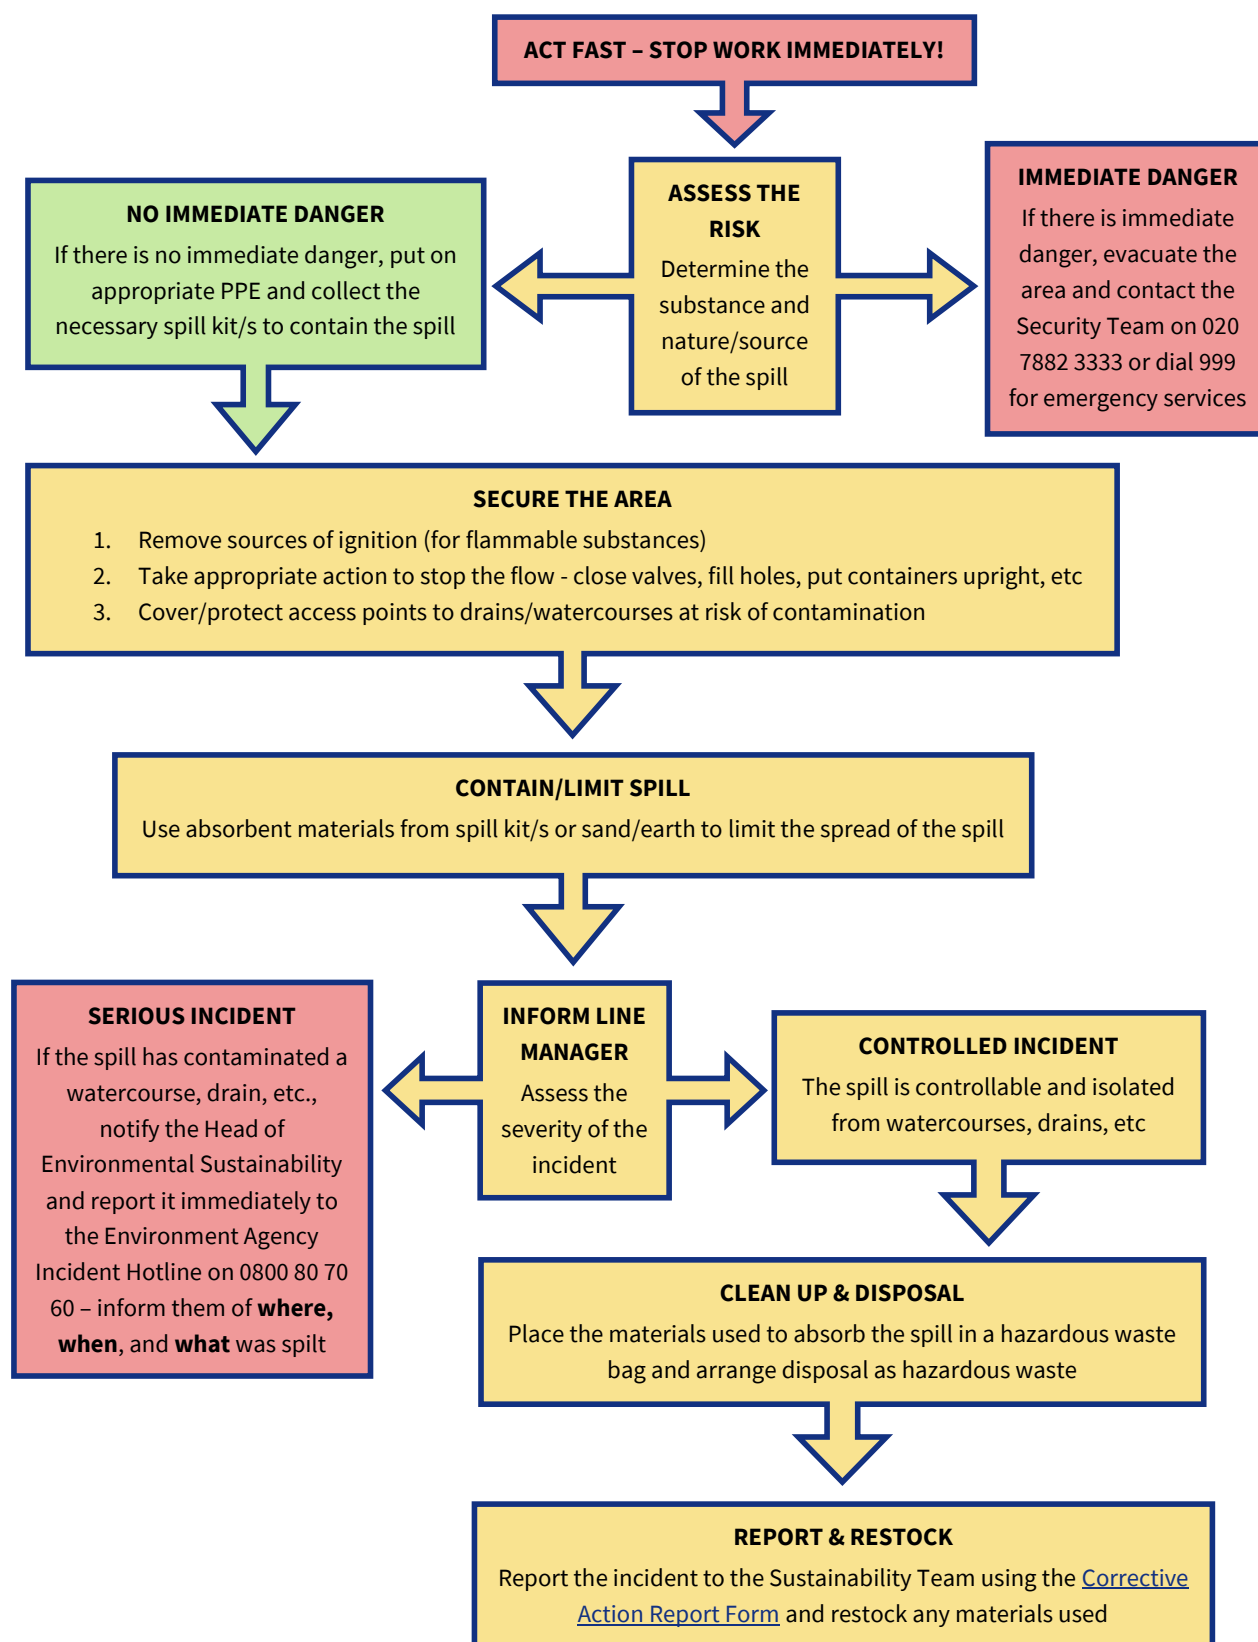 ACT FAST – STOP WORK IMMEDIATELY!
ASSESS THE
RISK
Determine the
substance and
nature/source
of the spill
NO IMMEDIATE DANGER
If there is no immediate danger, put on
appropriate PPE and collect the
necessary spill kit/s to contain the spill
IMMEDIATE DANGER
If there is immediate
danger, evacuate the
area and contact the
Security Team on 020
7882 3333 or dial 999
for emergency services
SECURE THE AREA
1. Remove sources of ignition (for flammable substances)
2. Take appropriate action to stop the flow - close valves, fill holes, put containers upright, etc
3. Cover/protect access points to drains/watercourses at risk of contamination
CONTAIN/LIMIT SPILL
Use absorbent materials from spill kit/s or sand/earth to limit the spread of the spill
INFORM LINE
MANAGER
Assess the
severity of the
incident
SERIOUS INCIDENT
If the spill has contaminated a
watercourse, drain, etc.,
notify the Head of
Environmental Sustainability
and report it immediately to
the Environment Agency
Incident Hotline on 0800 80 70
60 – inform them of where,
when, and what was spilt
CONTROLLED INCIDENT
The spill is controllable and isolated
from watercourses, drains, etc
CLEAN UP & DISPOSAL
Place the materials used to absorb the spill in a hazardous waste
bag and arrange disposal as hazardous waste
REPORT & RESTOCK
Report the incident to the Sustainability Team using the Corrective
Action Report Form and restock any materials used